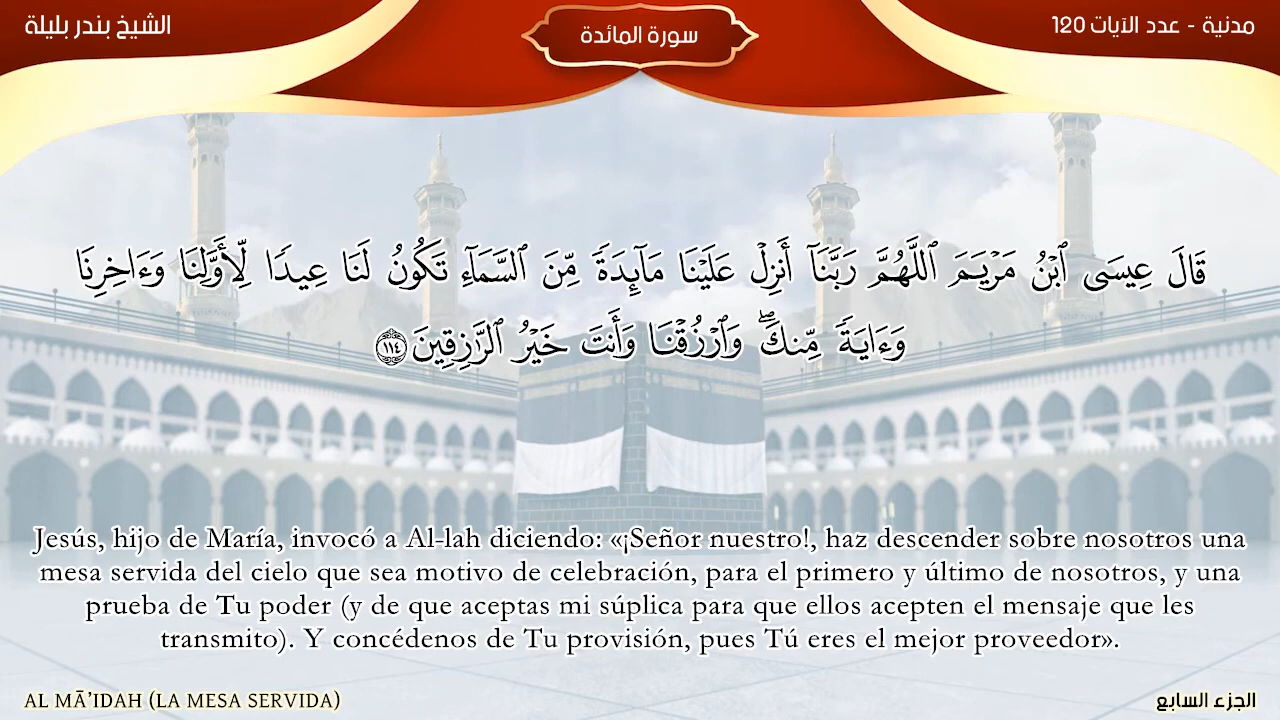 الشيخ بندر بليلة
سورة المائدة
مدنية - عدد الآيات 120
قَالَ عِيسَى ٱبۡنُ مَرۡيَمَ ٱللَّهُمَّ رَبَّنَآ أَنزِلۡ عَلَيۡنَا مَآئِدَةٗ مِّنَ ٱلسَّمَآءِ تَكُونُ لَنَا عِيدٗا لِّأَوَّلِنَا وَءَاخِرِنَا
وَءَايَةٗ مِّنكَۖ وَٱرۡزُقۡنَا وَأَنتَ خَيۡرُ ٱلرَّٰزِقِينَ ١١٤
Jesús, hijo de María, invocó a Al-lah diciendo: «¡Señor nuestro!, haz descender sobre nosotros una
mesa servida del cielo que sea motivo de celebración, para el primero y último de nosotros, y una
prueba de Tu poder (y de que aceptas mi súplica para que ellos acepten el mensaje que les
transmito). Y concédenos de Tu provisión, pues Tú eres el mejor proveedor».
AL MĀ’IDAH (LA MESA SERVIDA)
الجزء السابع